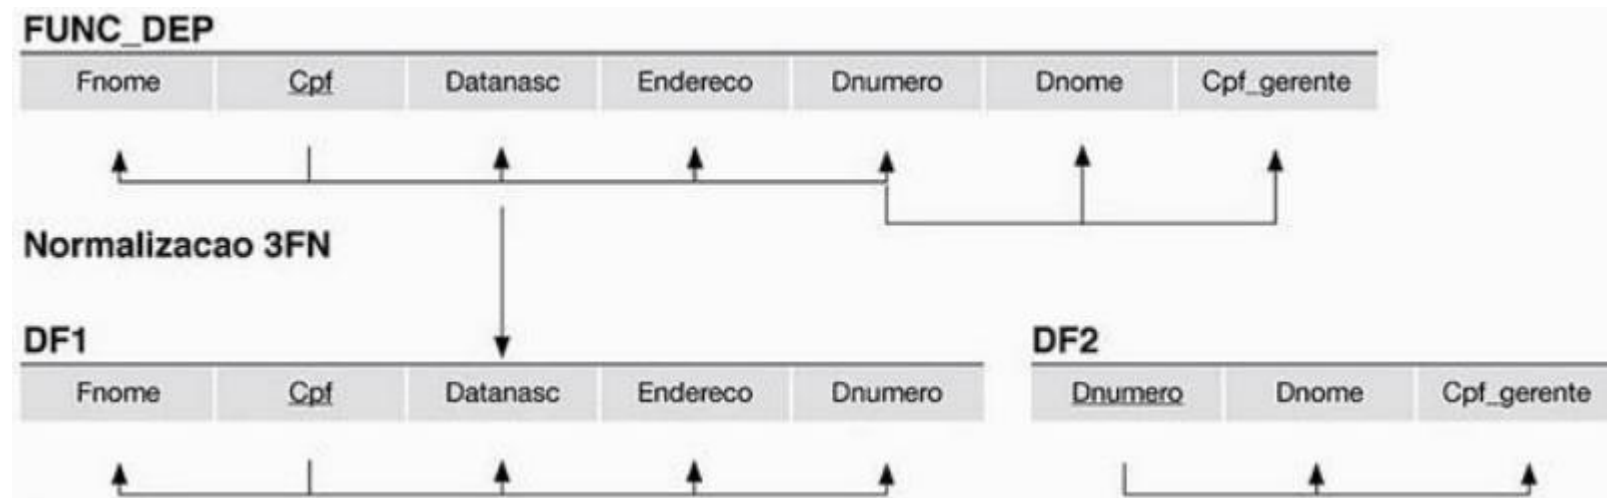 FUNC_DEP
Fnome Cpf Datanasc Endereco Dnumero Dnome Cpf_gerente
Normalizacao 3FN
DF1 DF2
Fnome Cpf Datanasc Endereco Dnumero Dnumero Dnome Cpf_gerente